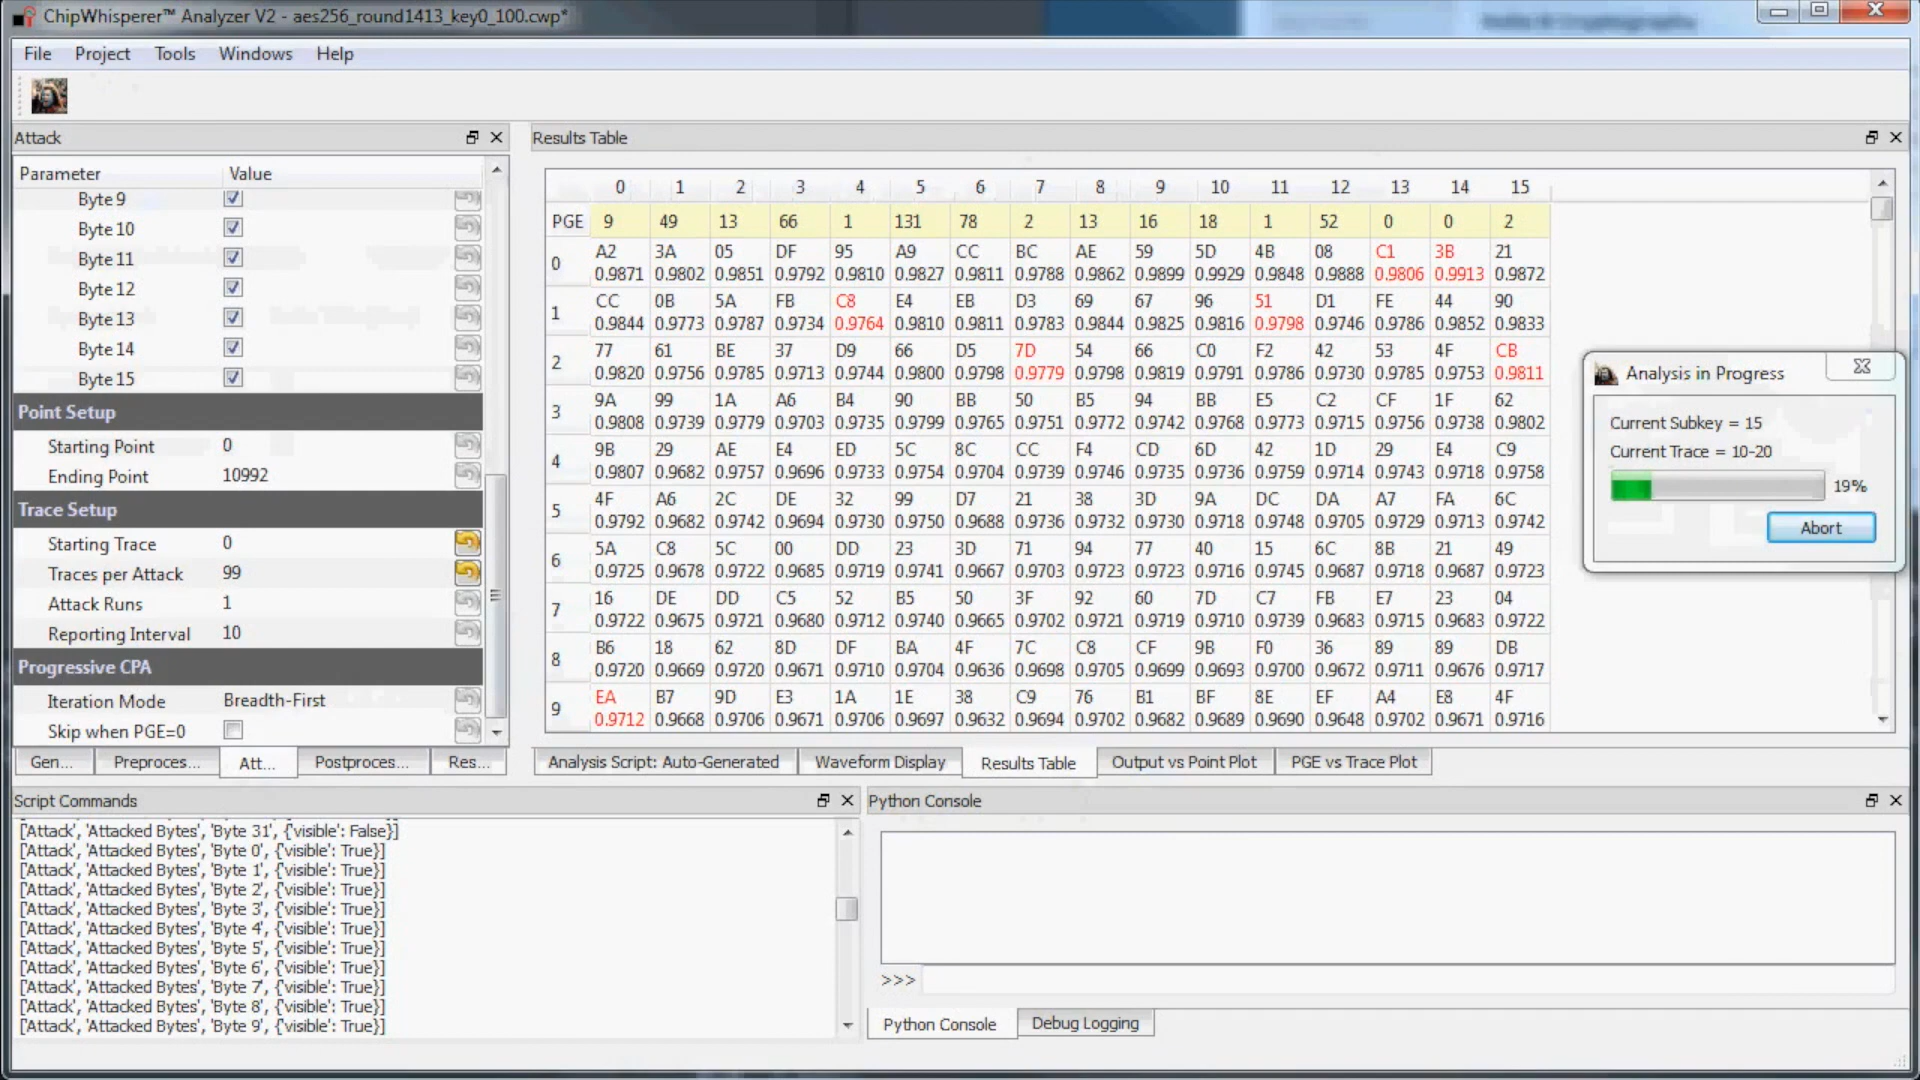 ChipWhisperer™ Analyzer V2 - aes256_round1413_key0_100.cwp*
File Project Tools Windows Help
Attack
Parameter Value
Byte 9
Byte 10
Byte 11
Byte 12
Byte 13
Byte 14
Byte 15
Point Setup
Starting Point 0
Ending Point 10992
Trace Setup
Starting Trace 0
Traces per Attack 99
Attack Runs 1
Reporting Interval 10
Progressive CPA
Iteration Mode Breadth-First
Skip when PGE=0
Gen... Preproces... Att... Postproces... Res...
Results Table
0 1 2 3 4 5 6 7 8 9 10 11 12 13 14 15
PGE 9 49 13 66 1 131 78 2 13 16 18 1 52 0 0 2
0
A2 3A 05 DF 95 A9 CC BC AE 59 5D 4B 08 C1 3B 21
0.9871 0.9802 0.9851 0.9792 0.9810 0.9827 0.9811 0.9788 0.9862 0.9899 0.9929 0.9848 0.9888 0.9806 0.9913 0.9872
1
CC 0B 5A FB C8 E4 EB D3 69 67 96 51 D1 FE 44 90
0.9844 0.9773 0.9787 0.9734 0.9764 0.9810 0.9811 0.9783 0.9844 0.9825 0.9816 0.9798 0.9746 0.9786 0.9852 0.9833
2
77 61 BE 37 D9 66 D5 7D 54 66 C0 F2 42 53 4F CB
0.9820 0.9756 0.9785 0.9713 0.9744 0.9800 0.9798 0.9779 0.9798 0.9819 0.9791 0.9786 0.9730 0.9785 0.9753 0.9811
3
9A 99 1A A6 B4 90 BB 50 B5 94 BB E5 C2 CF 1F 62
0.9808 0.9739 0.9779 0.9703 0.9735 0.9799 0.9765 0.9751 0.9772 0.9742 0.9768 0.9773 0.9715 0.9756 0.9738 0.9802
4
9B 29 AE E4 ED 5C 8C CC F4 CD 6D 42 1D 29 E4 C9
0.9807 0.9682 0.9757 0.9696 0.9733 0.9754 0.9704 0.9739 0.9746 0.9735 0.9736 0.9759 0.9714 0.9743 0.9718 0.9758
5
4F A6 2C DE 32 99 D7 21 38 3D 9A DC DA A7 FA 6C
0.9792 0.9682 0.9742 0.9694 0.9730 0.9750 0.9688 0.9736 0.9732 0.9730 0.9718 0.9748 0.9705 0.9729 0.9713 0.9742
6
5A C8 5C 00 DD 23 3D 71 94 77 40 15 6C 8B 21 49
0.9725 0.9678 0.9722 0.9685 0.9719 0.9741 0.9667 0.9703 0.9723 0.9723 0.9716 0.9745 0.9687 0.9718 0.9687 0.9723
7
16 DE DD C5 52 B5 50 3F 92 60 7D C7 FB E7 23 04
0.9722 0.9675 0.9721 0.9680 0.9712 0.9740 0.9665 0.9702 0.9721 0.9719 0.9710 0.9739 0.9683 0.9715 0.9683 0.9722
8
B6 18 62 8D DF BA 4F 7C C8 CF 9B F0 36 89 89 DB
0.9720 0.9669 0.9720 0.9671 0.9710 0.9704 0.9636 0.9698 0.9705 0.9699 0.9693 0.9700 0.9672 0.9711 0.9676 0.9717
9
EA B7 9D E3 1A 1E 38 C9 76 B1 BF 8E EF A4 E8 4F
0.9712 0.9668 0.9706 0.9671 0.9706 0.9697 0.9632 0.9694 0.9702 0.9682 0.9689 0.9690 0.9648 0.9702 0.9671 0.9716
Analysis Script: Auto-Generated Waveform Display Results Table Output vs Point Plot PGE vs Trace Plot
Analysis in Progress
Current Subkey = 15
Current Trace = 10-20
19%
Abort
Script Commands
['Attack', 'Attacked Bytes', 'Byte 31', {'visible': False}]
['Attack', 'Attacked Bytes', 'Byte 0', {'visible': True}]
['Attack', 'Attacked Bytes', 'Byte 1', {'visible': True}]
['Attack', 'Attacked Bytes', 'Byte 2', {'visible': True}]
['Attack', 'Attacked Bytes', 'Byte 3', {'visible': True}]
['Attack', 'Attacked Bytes', 'Byte 4', {'visible': True}]
['Attack', 'Attacked Bytes', 'Byte 5', {'visible': True}]
['Attack', 'Attacked Bytes', 'Byte 6', {'visible': True}]
['Attack', 'Attacked Bytes', 'Byte 7', {'visible': True}]
['Attack', 'Attacked Bytes', 'Byte 8', {'visible': True}]
['Attack', 'Attacked Bytes', 'Byte 9', {'visible': True}]
Python Console
>>>
Python Console Debug Logging